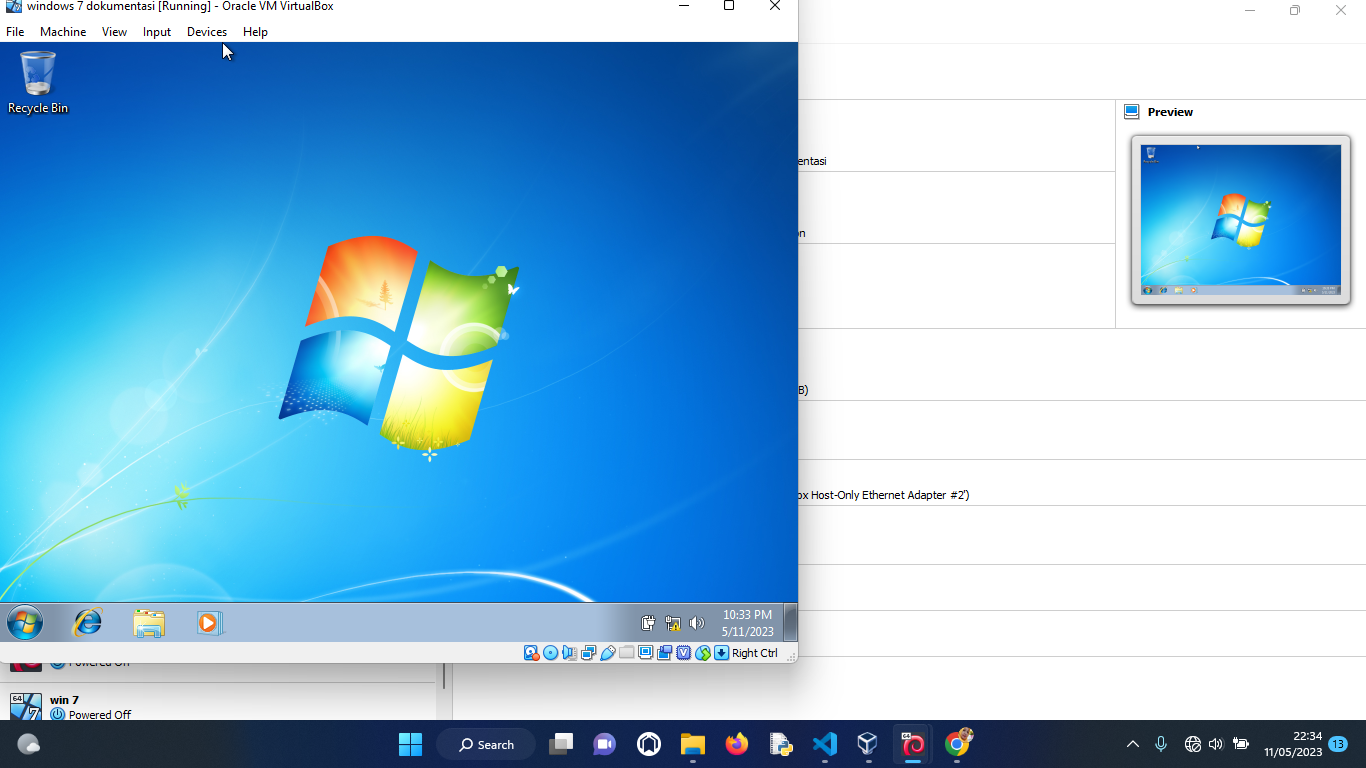 windows 7 dokumentasi [Running] - Oracle VM VirtualBox
File Machine View Input Devices Help
Recycle Bin
Preview
entasi
on
B)
ox Host-Only Ethernet Adapter #2')
10:33 PM
5/11/2023
Right Ctrl
Powered Off
64
win 7
Powered Off
Search
64
22:34
11/05/2023
13